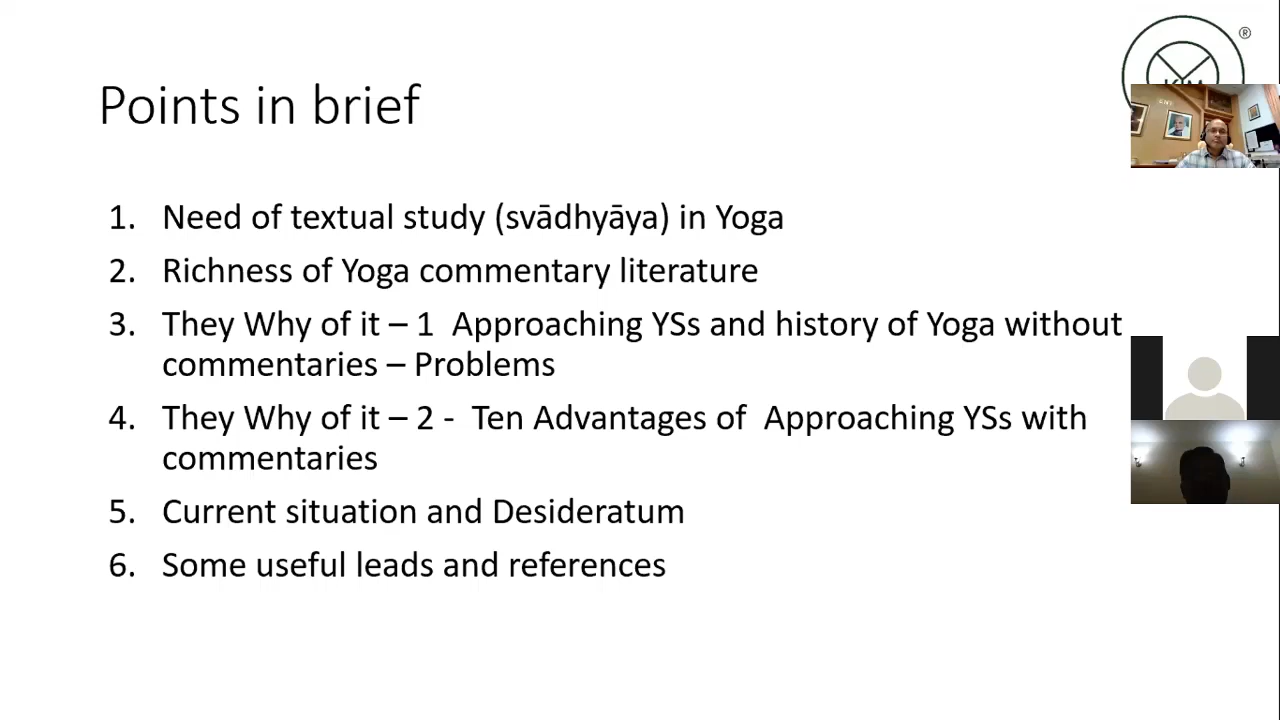 Points in brief
®
1. Need of textual study (svādhyāya) in Yoga
2. Richness of Yoga commentary literature
3. They Why of it – 1 Approaching YSs and history of Yoga without
commentaries – Problems
4. They Why of it – 2 - Ten Advantages of Approaching YSs with
commentaries
5. Current situation and Desideratum
6. Some useful leads and references